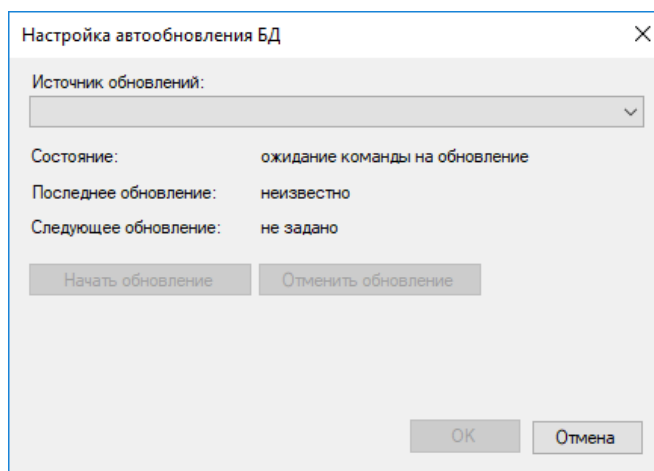 Настройка автообновления БД
Источник обновлений:
Состояние: ожидание команды на обновление
Последнее обновление: неизвестно
Следующее обновление: не задано
Начать обновление Отменить обновление
OK Отмена